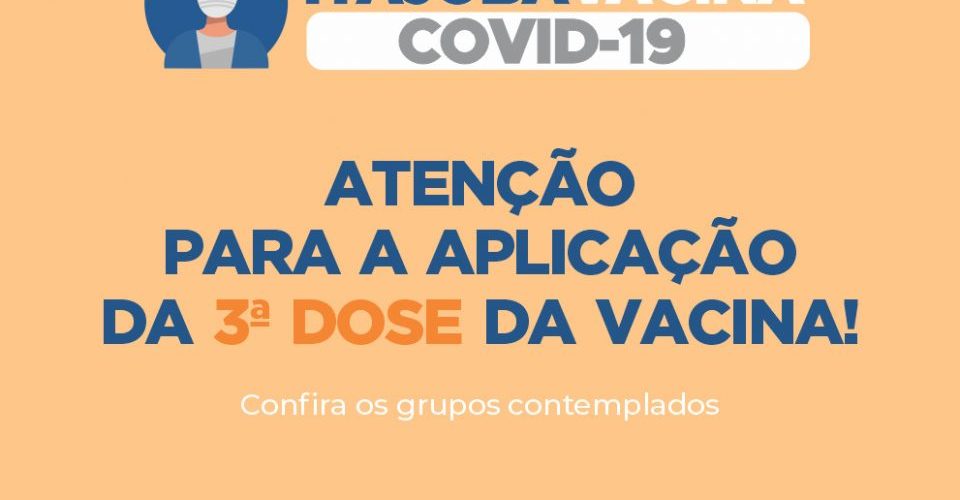 COVID-19
ATENÇÃO
PARA A APLICAÇÃO
DA 3ª DOSE DA VACINA!
Confira os grupos contemplados